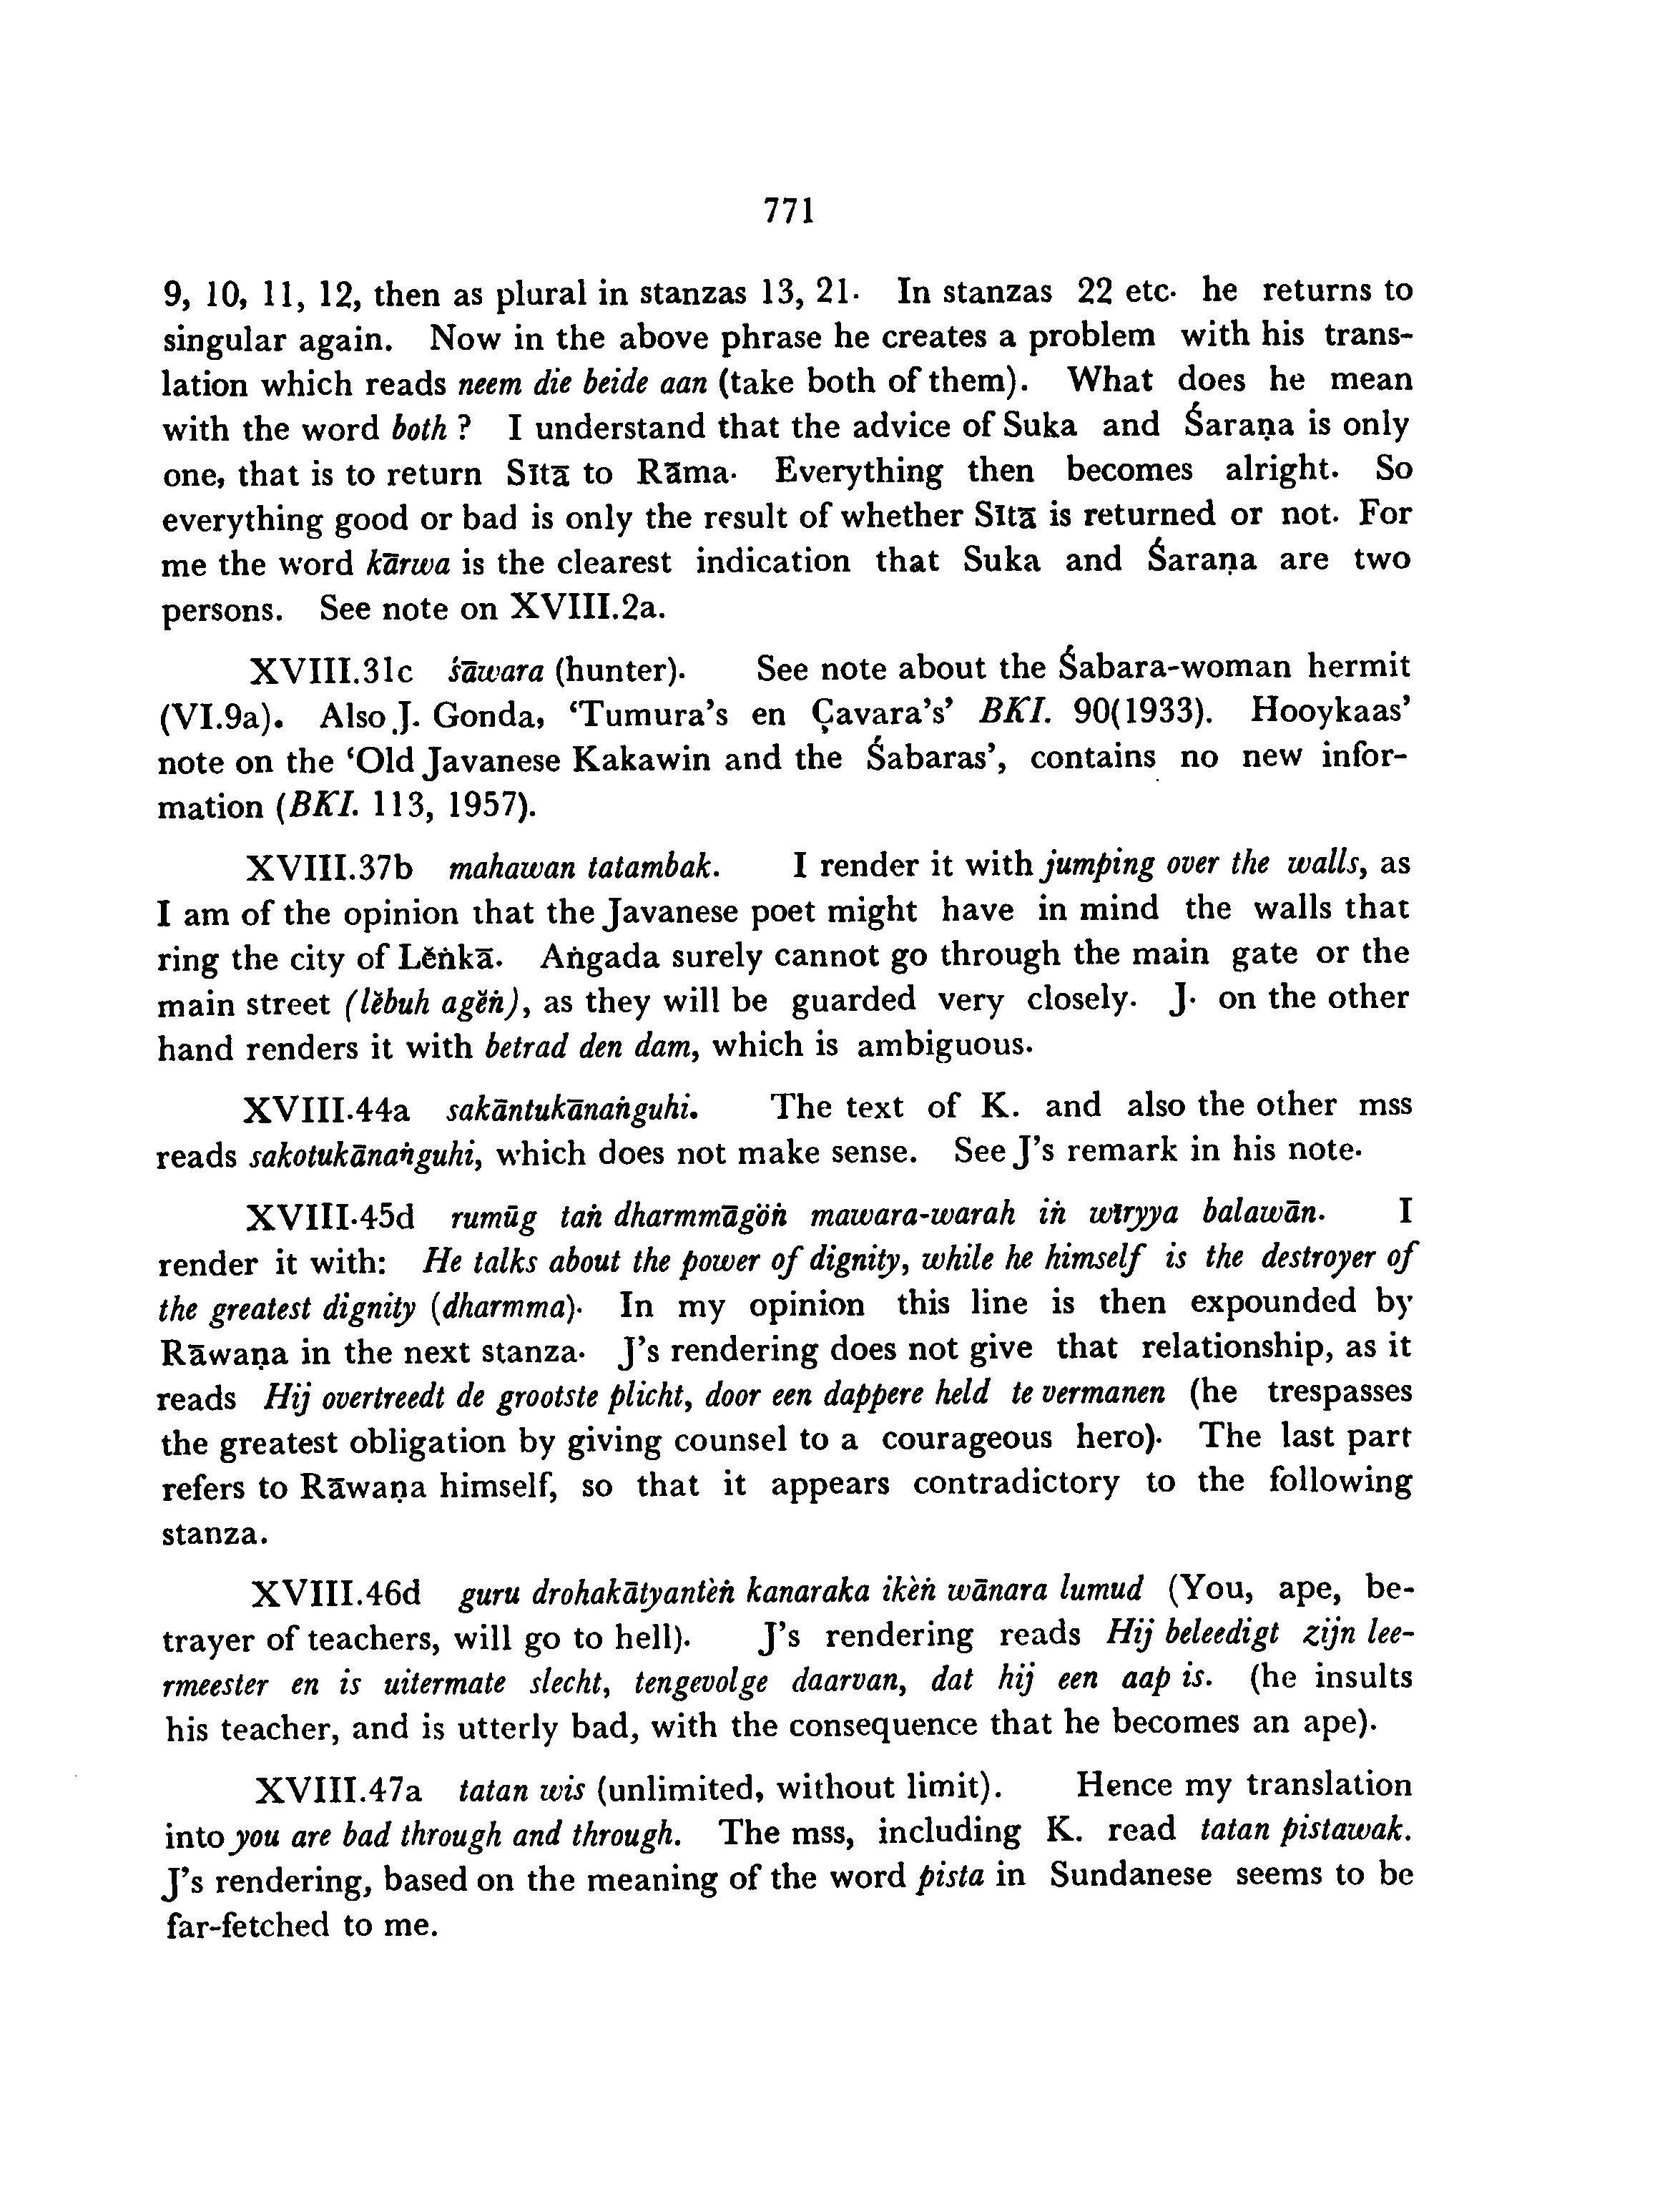 771
9, 10, 11, 12, then as plural in stanzas 13, 21. In stanzas 22 etc. he returns to
singular again. Now in the above phrase he creates a problem with his trans-
lation which reads neem die beide aan (take both of them). What does he mean
with the word both ? I understand that the advice of Suka and Śaraṇa is only
one, that is to return Sītā to Rāma. Everything then becomes alright. So
everything good or bad is only the result of whether Sītā is returned or not. For
me the word kārwa is the clearest indication that Suka and Śaraṇa are two
persons. See note on XVIII.2a.
XVIII.31c śāwara (hunter). See note about the Śabara-woman hermit
(VI.9a). Also J. Gonda, ‘Tumura’s en Çavara’s’ BKI. 90(1933). Hooykaas’
note on the ‘Old Javanese Kakawin and the Śabaras’, contains no new infor-
mation (BKI. 113, 1957).
XVIII.37b mahawan tatambak. I render it with jumping over the walls, as
I am of the opinion that the Javanese poet might have in mind the walls that
ring the city of Lĕṅkā. Aṅgada surely cannot go through the main gate or the
main street (lĕbuh agĕṅ), as they will be guarded very closely. J. on the other
hand renders it with betrad den dam, which is ambiguous.
XVIII.44a sakāntukānaṅguhi. The text of K. and also the other mss
reads sakotukānaṅguhi, which does not make sense. See J’s remark in his note.
XVIII.45d rumūg taṅ dharmmāgöṅ mawara-warah iṅ wīryya balawān. I
render it with: He talks about the power of dignity, while he himself is the destroyer of
the greatest dignity (dharmma). In my opinion this line is then expounded by
Rāwaṇa in the next stanza. J’s rendering does not give that relationship, as it
reads Hij overtreedt de grootste plicht, door een dappere held te vermanen (he trespasses
the greatest obligation by giving counsel to a courageous hero). The last part
refers to Rāwaṇa himself, so that it appears contradictory to the following
stanza.
XVIII.46d guru drohakātyantèṅ kanaraka ikèṅ wānara lumud (You, ape, be-
trayer of teachers, will go to hell). J’s rendering reads Hij beleedigt zijn lee-
rmeester en is uitermate slecht, tengevolge daarvan, dat hij een aap is. (he insults
his teacher, and is utterly bad, with the consequence that he becomes an ape).
XVIII.47a tatan wis (unlimited, without limit). Hence my translation
into you are bad through and through. The mss, including K. read tatan pistawak.
J’s rendering, based on the meaning of the word pista in Sundanese seems to be
far-fetched to me.